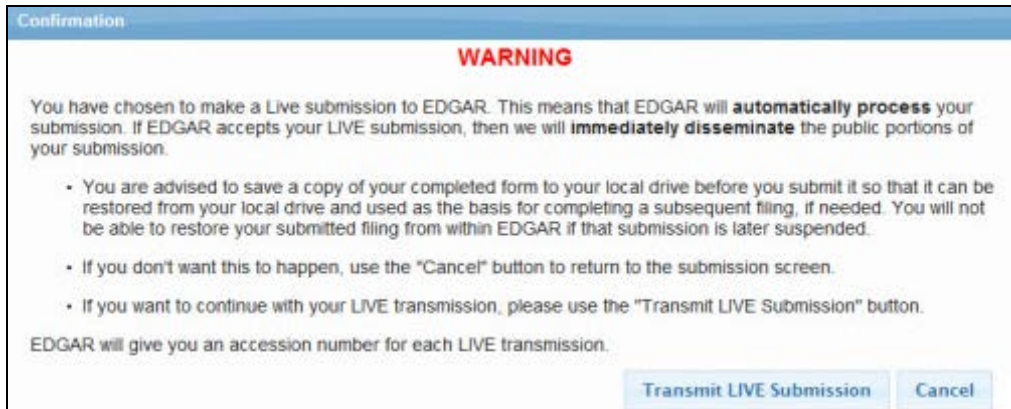 Confirmation
WARNING
You have chosen to make a Live submission to EDGAR. This means that EDGAR will automatically process your
submission. If EDGAR accepts your LIVE submission, then we will immediately disseminate the public portions of
your submission.
• You are advised to save a copy of your completed form to your local drive before you submit it so that it can be
restored from your local drive and used as the basis for completing a subsequent filing, if needed. You will not
be able to restore your submitted filing from within EDGAR if that submission is later suspended.
• If you don't want this to happen, use the "Cancel" button to return to the submission screen.
• If you want to continue with your LIVE transmission, please use the "Transmit LIVE Submission" button.
EDGAR will give you an accession number for each LIVE transmission.
Transmit LIVE Submission Cancel